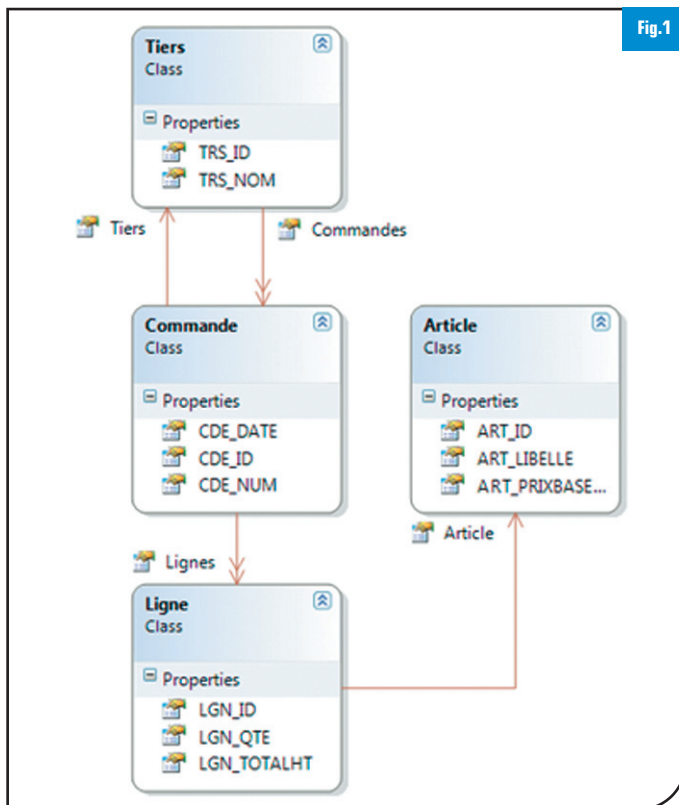 Fig.1
Tiers
Class
Properties
TRS_ID
TRS_NOM
Tiers
Commandes
Commande
Class
Properties
CDE_DATE
CDE_ID
CDE_NUM
Article
Class
Properties
ART_ID
ART_LIBELLE
ART_PRIXBASE...
Article
Lignes
Ligne
Class
Properties
LGN_ID
LGN_QTE
LGN_TOTALHT